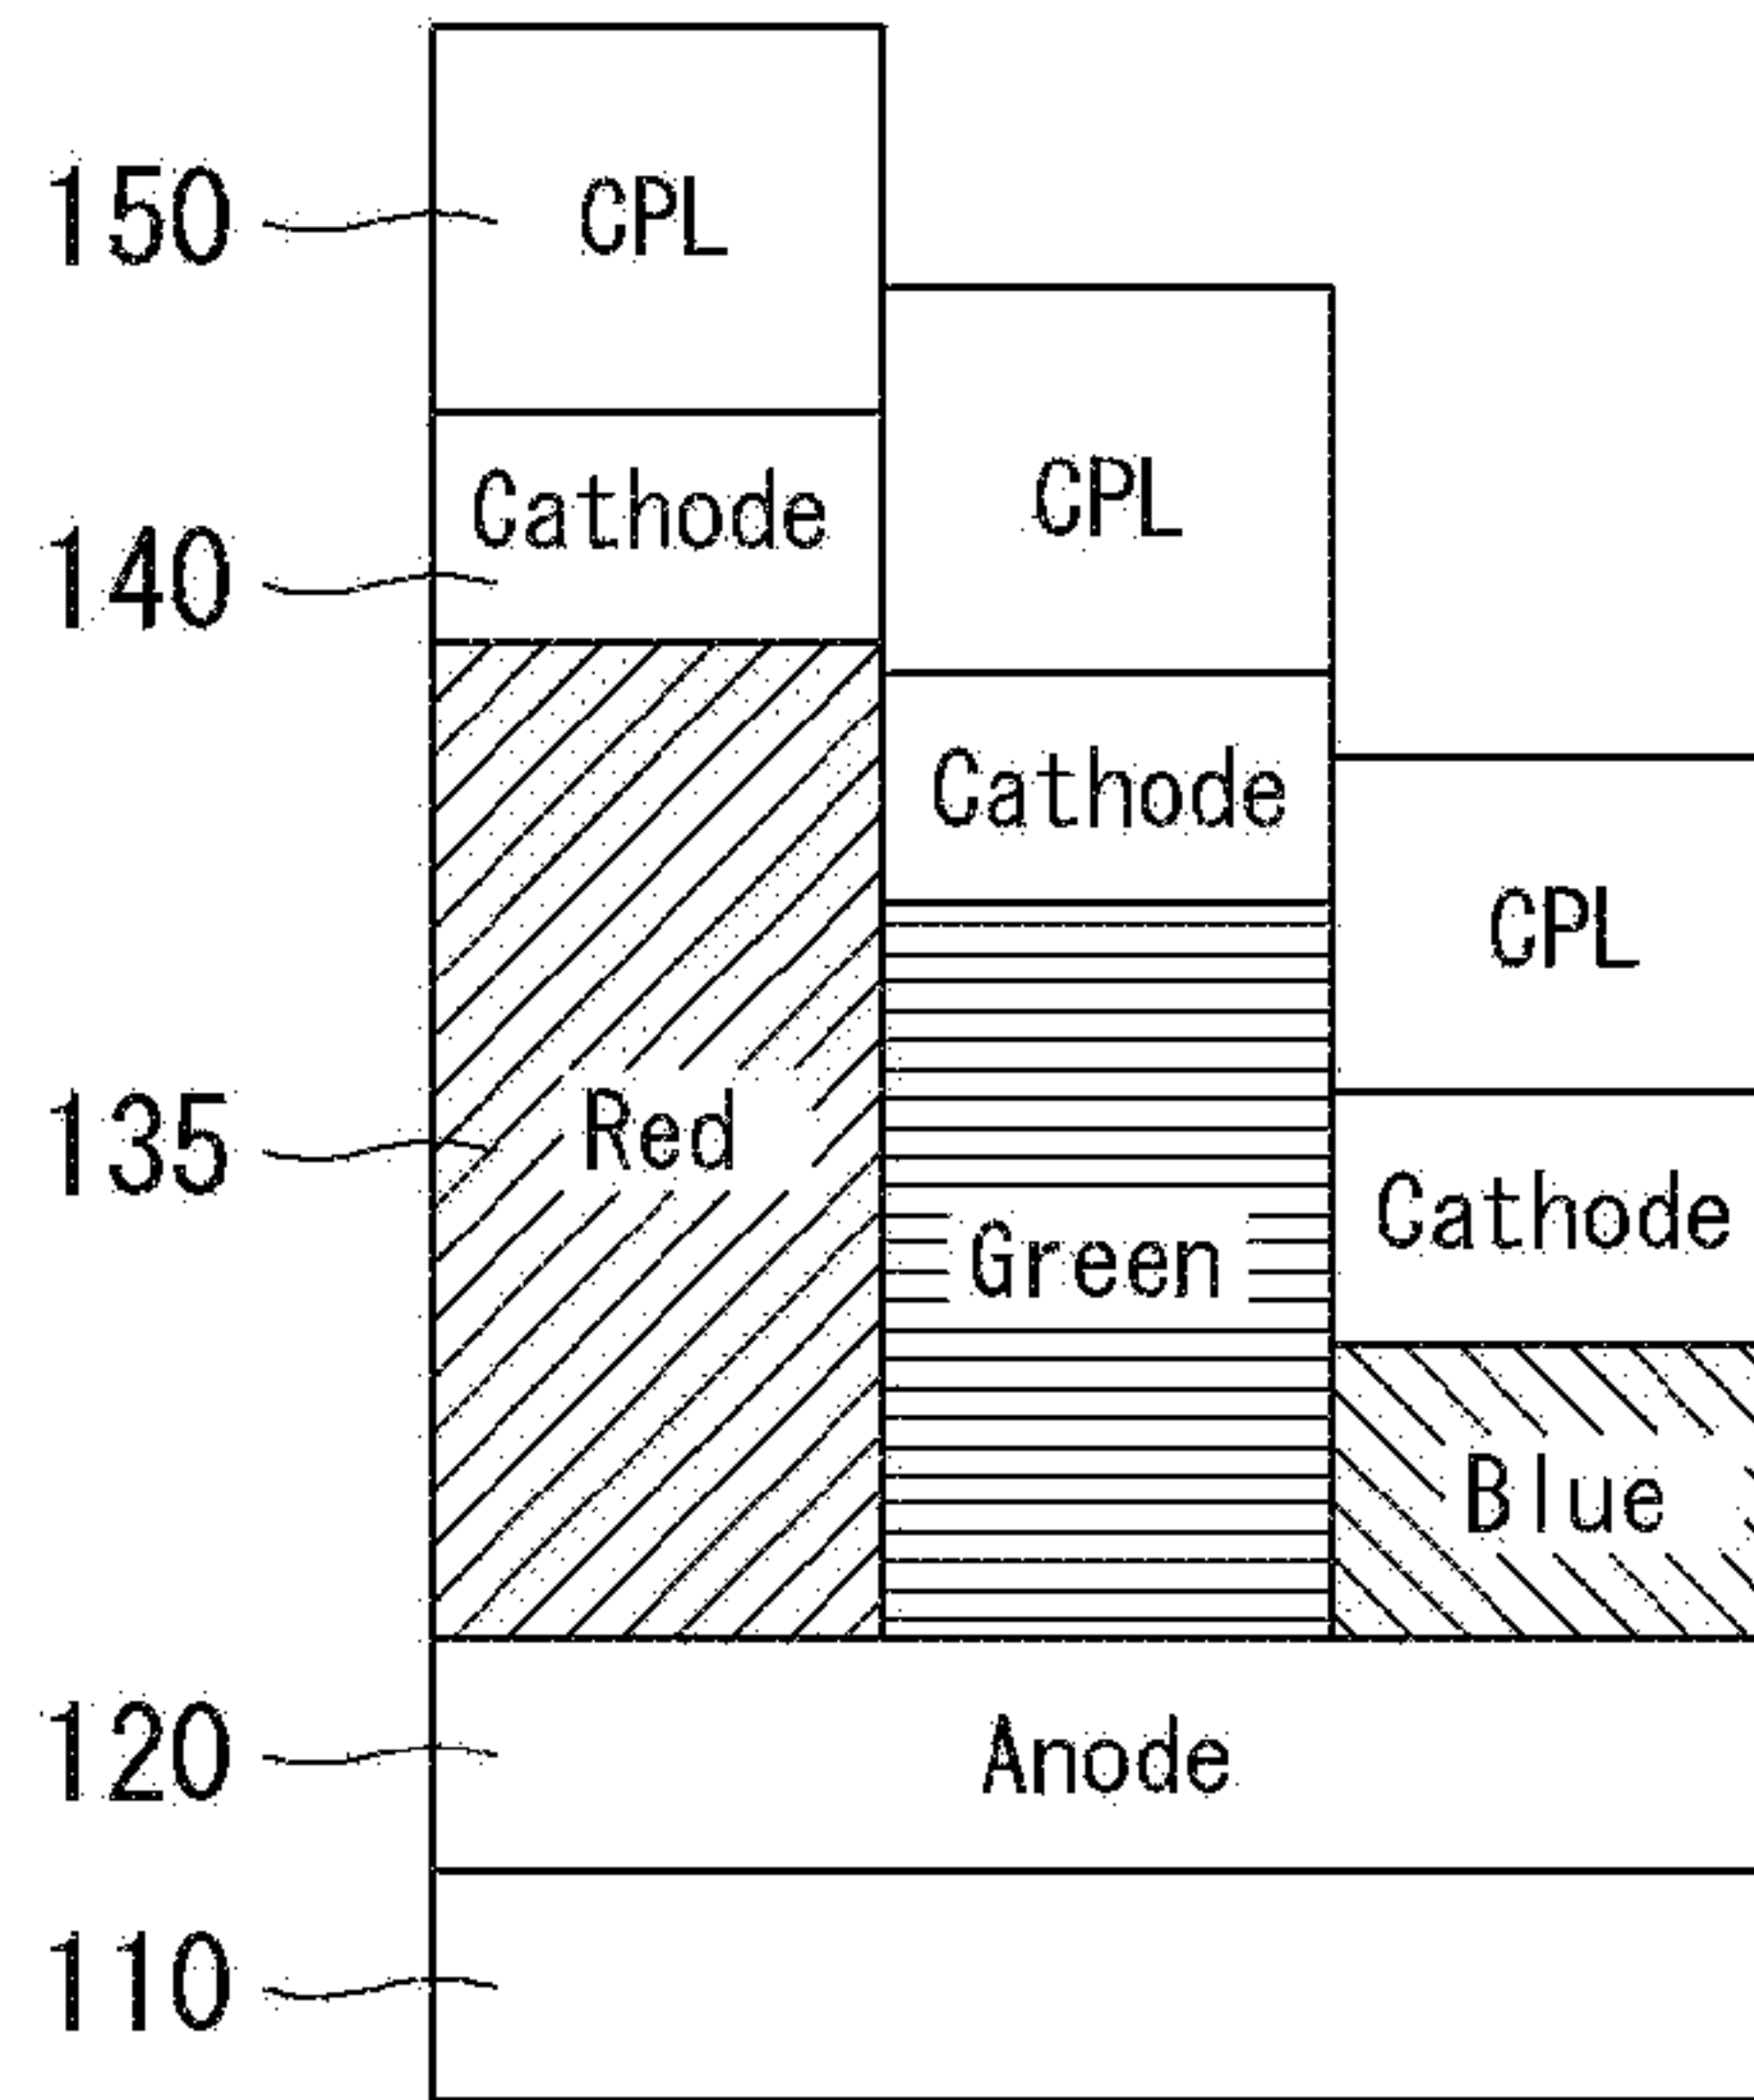 150 CPL
140 Cathode CPL
Cathode
CPL
135 Red
Cathode
Green
Blue
120 Anode
110